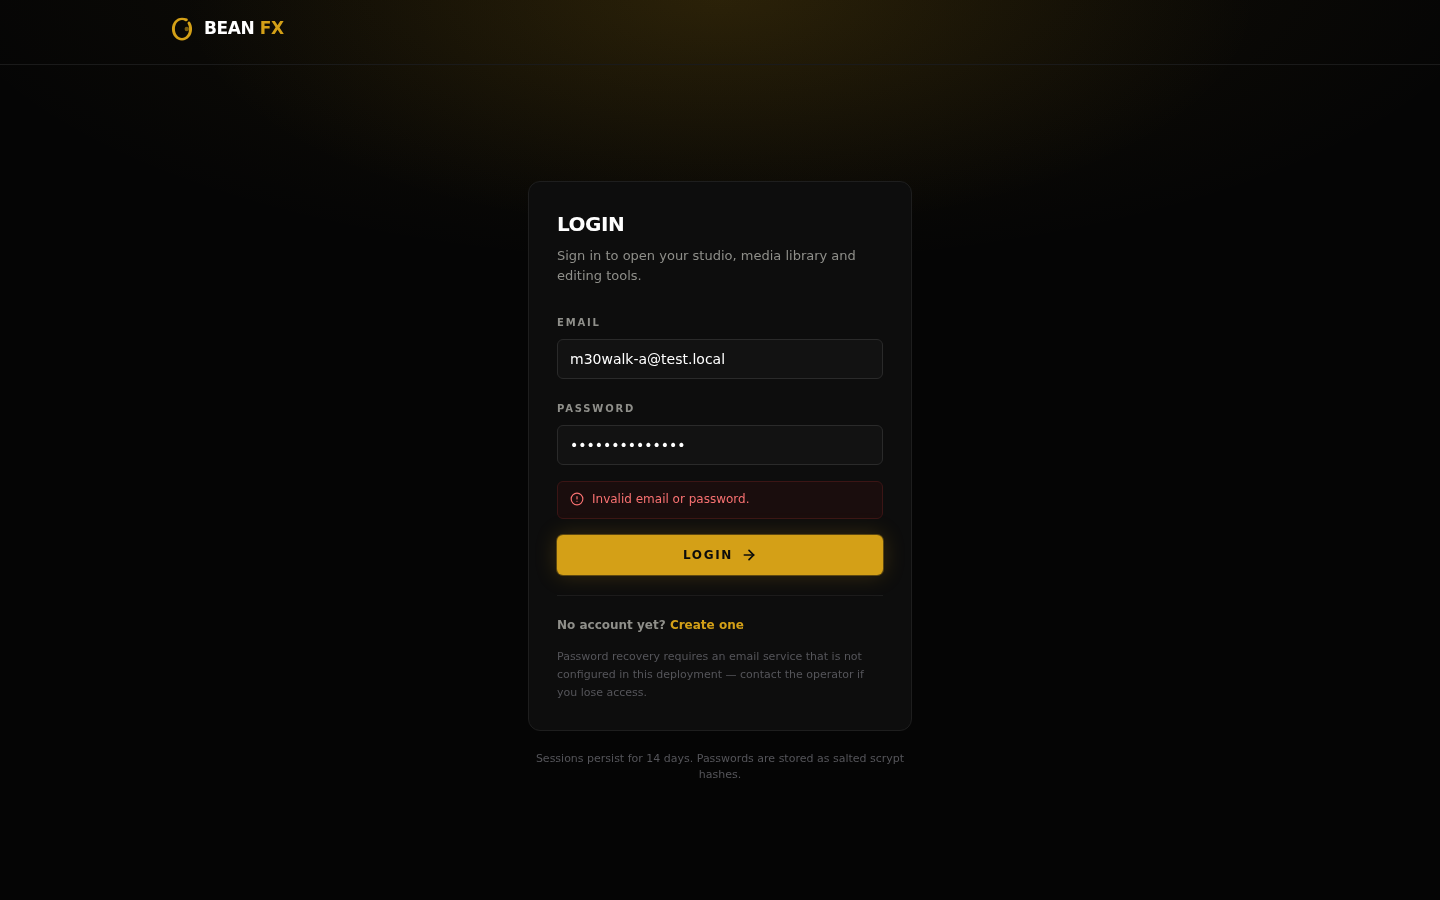 BEAN FX
LOGIN
Sign in to open your studio, media library and
editing tools.
EMAIL
m30walk-a@test.local
PASSWORD
••••••••••••••
Invalid email or password.
LOGIN →
No account yet? Create one
Password recovery requires an email service that is not
configured in this deployment — contact the operator if
you lose access.
Sessions persist for 14 days. Passwords are stored as salted scrypt
hashes.